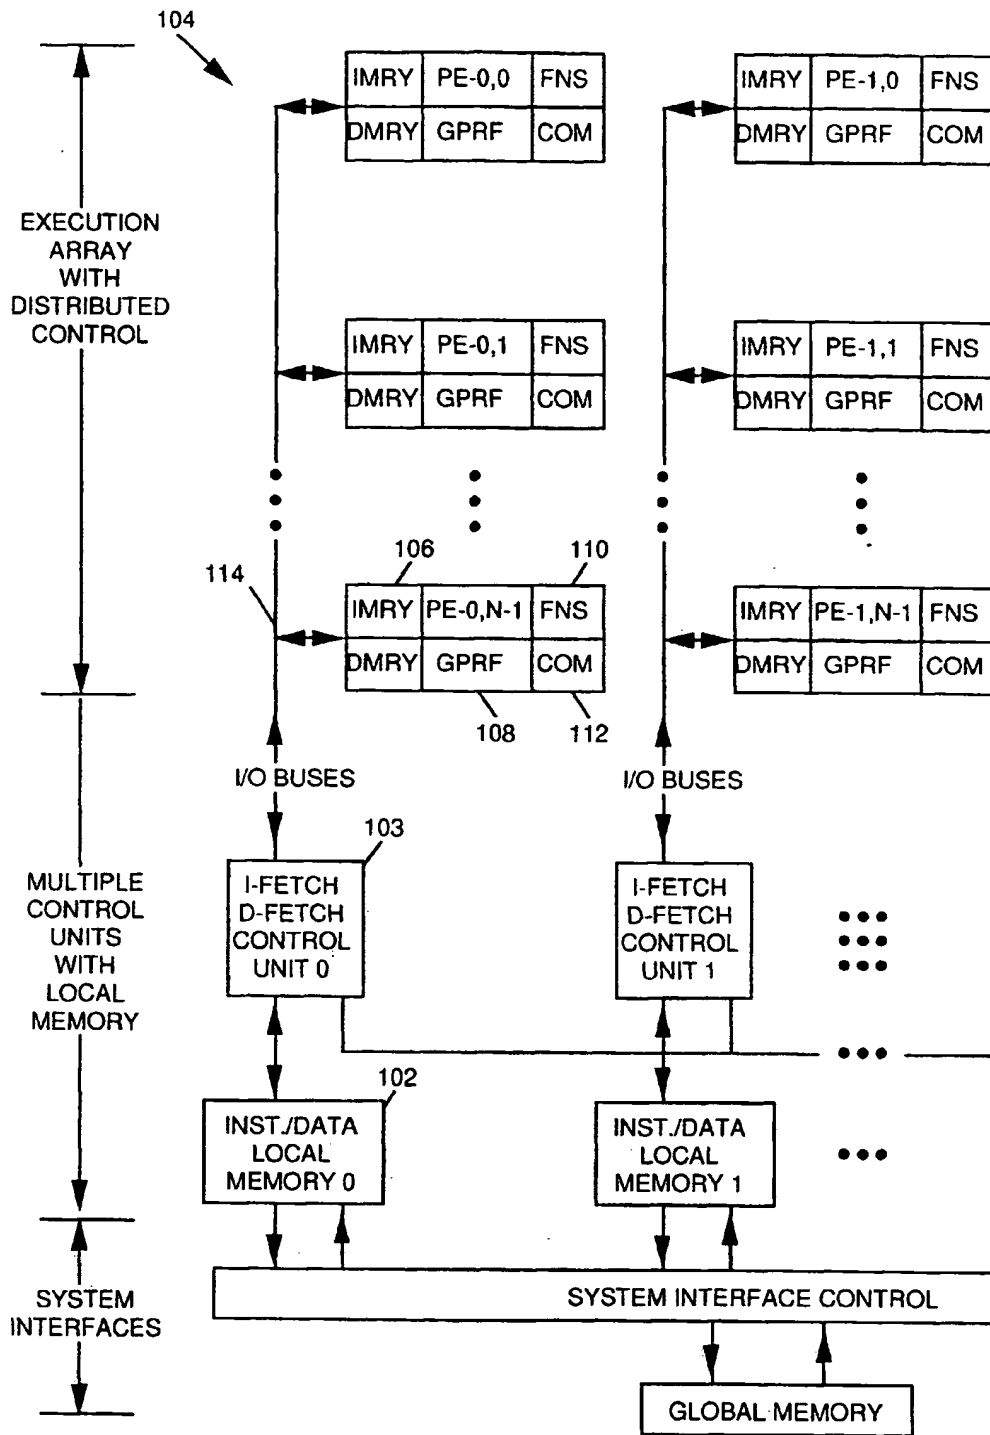 104
IMRY PE-0,0 FNS
DMRY GPRF COM
IMRY PE-1,0 FNS
DMRY GPRF COM
EXECUTION
ARRAY
WITH
DISTRIBUTED
CONTROL
IMRY PE-0,1 FNS
DMRY GPRF COM
IMRY PE-1,1 FNS
DMRY GPRF COM
114
106
110
IMRY PE-0,N-1 FNS
DMRY GPRF COM
108
112
IMRY PE-1,N-1 FNS
DMRY GPRF COM
I/O BUSES
I/O BUSES
MULTIPLE
CONTROL
UNITS
WITH
LOCAL
MEMORY
103
I-FETCH
D-FETCH
CONTROL
UNIT 0
I-FETCH
D-FETCH
CONTROL
UNIT 1
102
INST./DATA
LOCAL
MEMORY 0
INST./DATA
LOCAL
MEMORY 1
SYSTEM
INTERFACES
SYSTEM INTERFACE CONTROL
GLOBAL MEMORY